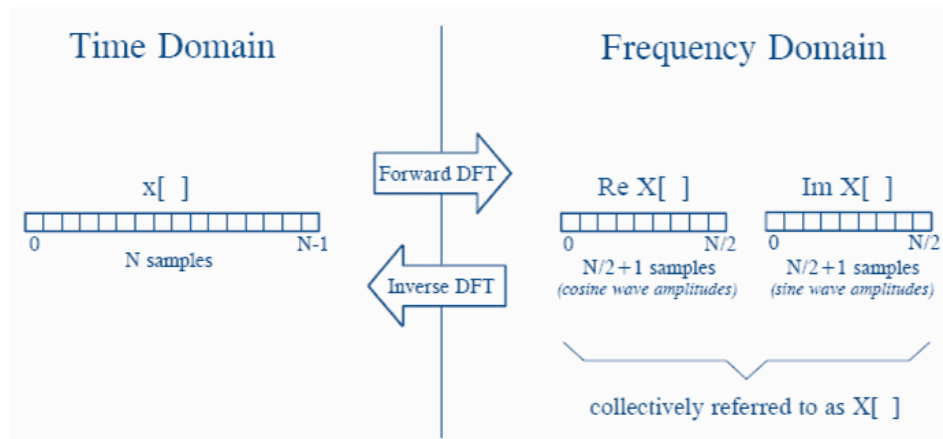 Time Domain
Frequency Domain
Forward DFT
x[ ]
0
N-1
N samples
Inverse DFT
Re X[ ]
0
N/2
N/2+1 samples
(cosine wave amplitudes)
Im X[ ]
0
N/2
N/2+1 samples
(sine wave amplitudes)
collectively referred to as X[ ]